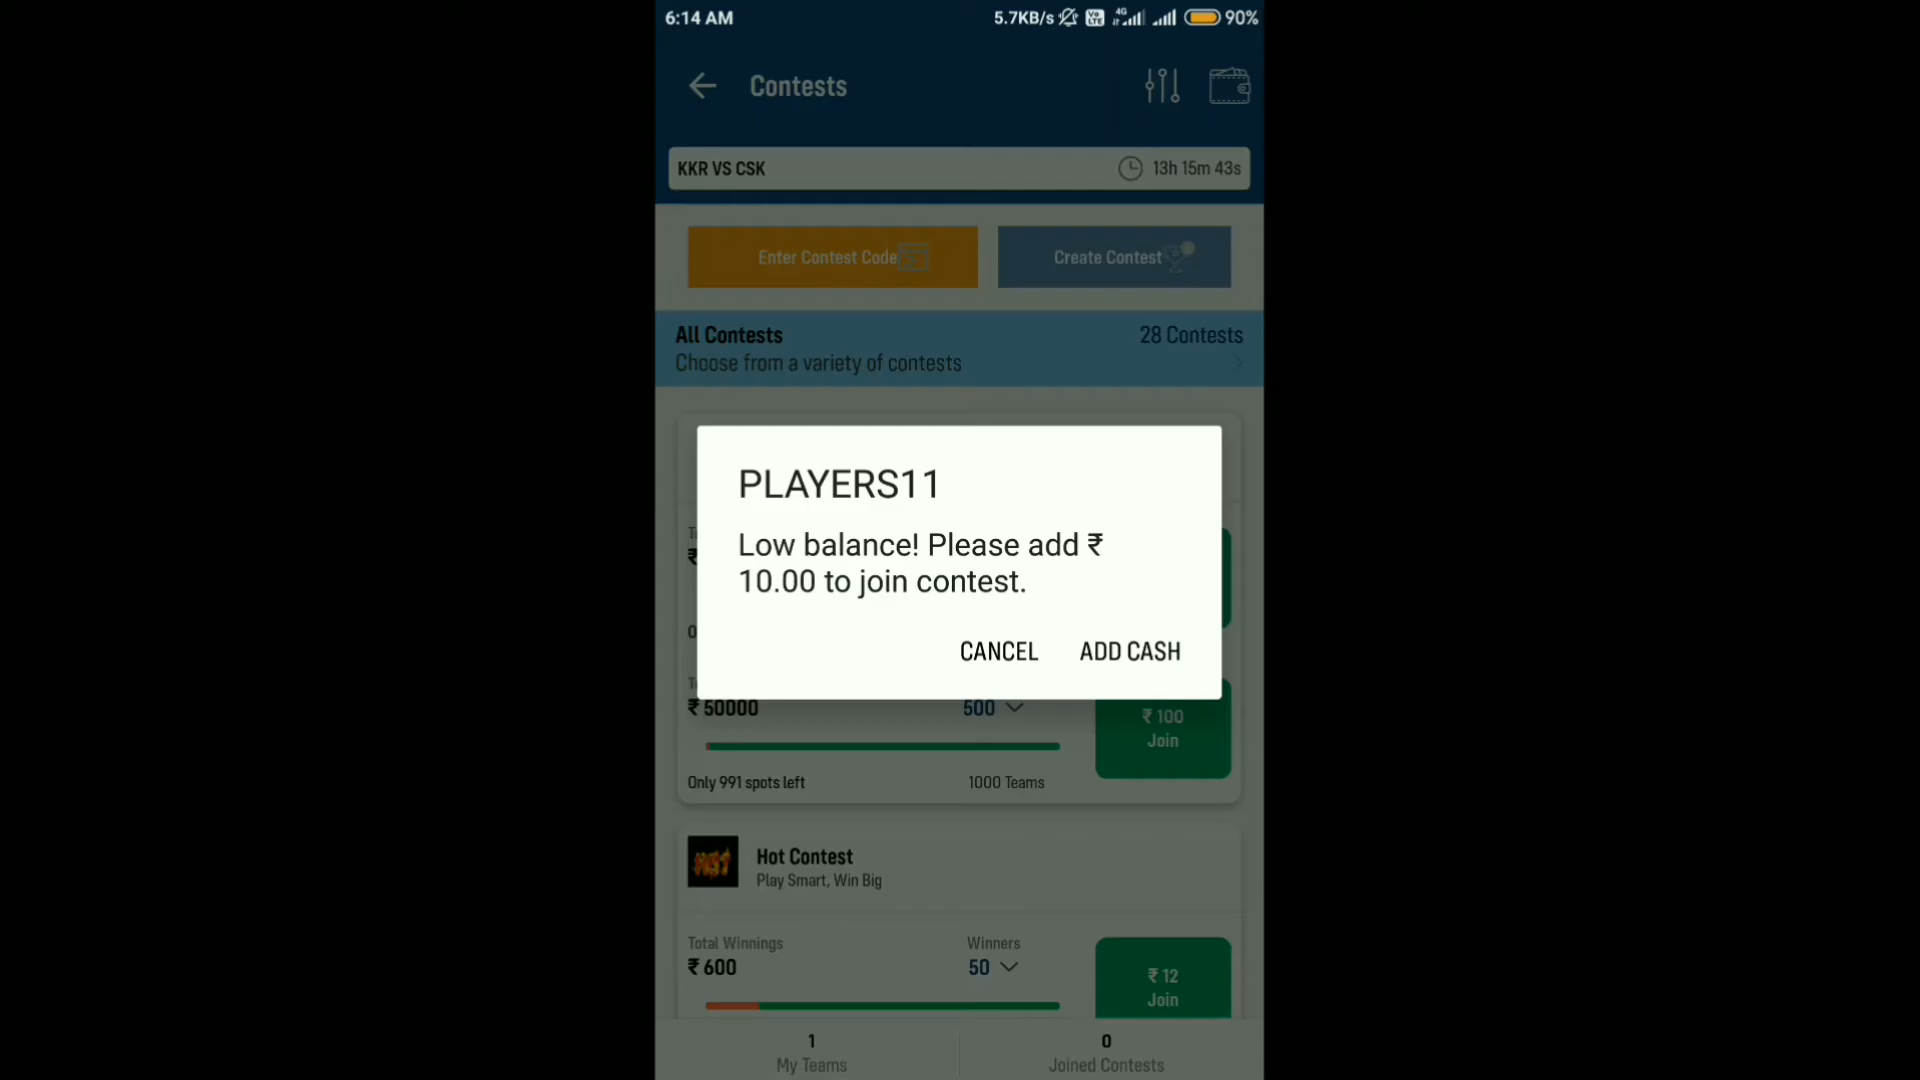 6:14 AM
5.7KB/s
4G
90%
Contests
KKR VS CSK
13h 15m 43s
Enter Contest Code
Create Contest
All Contests
28 Contests
Choose from a variety of contests
PLAYERS11
Low balance! Please add ₹
10.00 to join contest.
CANCEL
ADD CASH
₹ 50000
500
₹ 100
Join
Only 991 spots left
1000 Teams
HOT
Hot Contest
Play Smart, Win Big
Total Winnings
Winners
₹ 600
50
₹ 12
Join
1
0
My Teams
Joined Contests